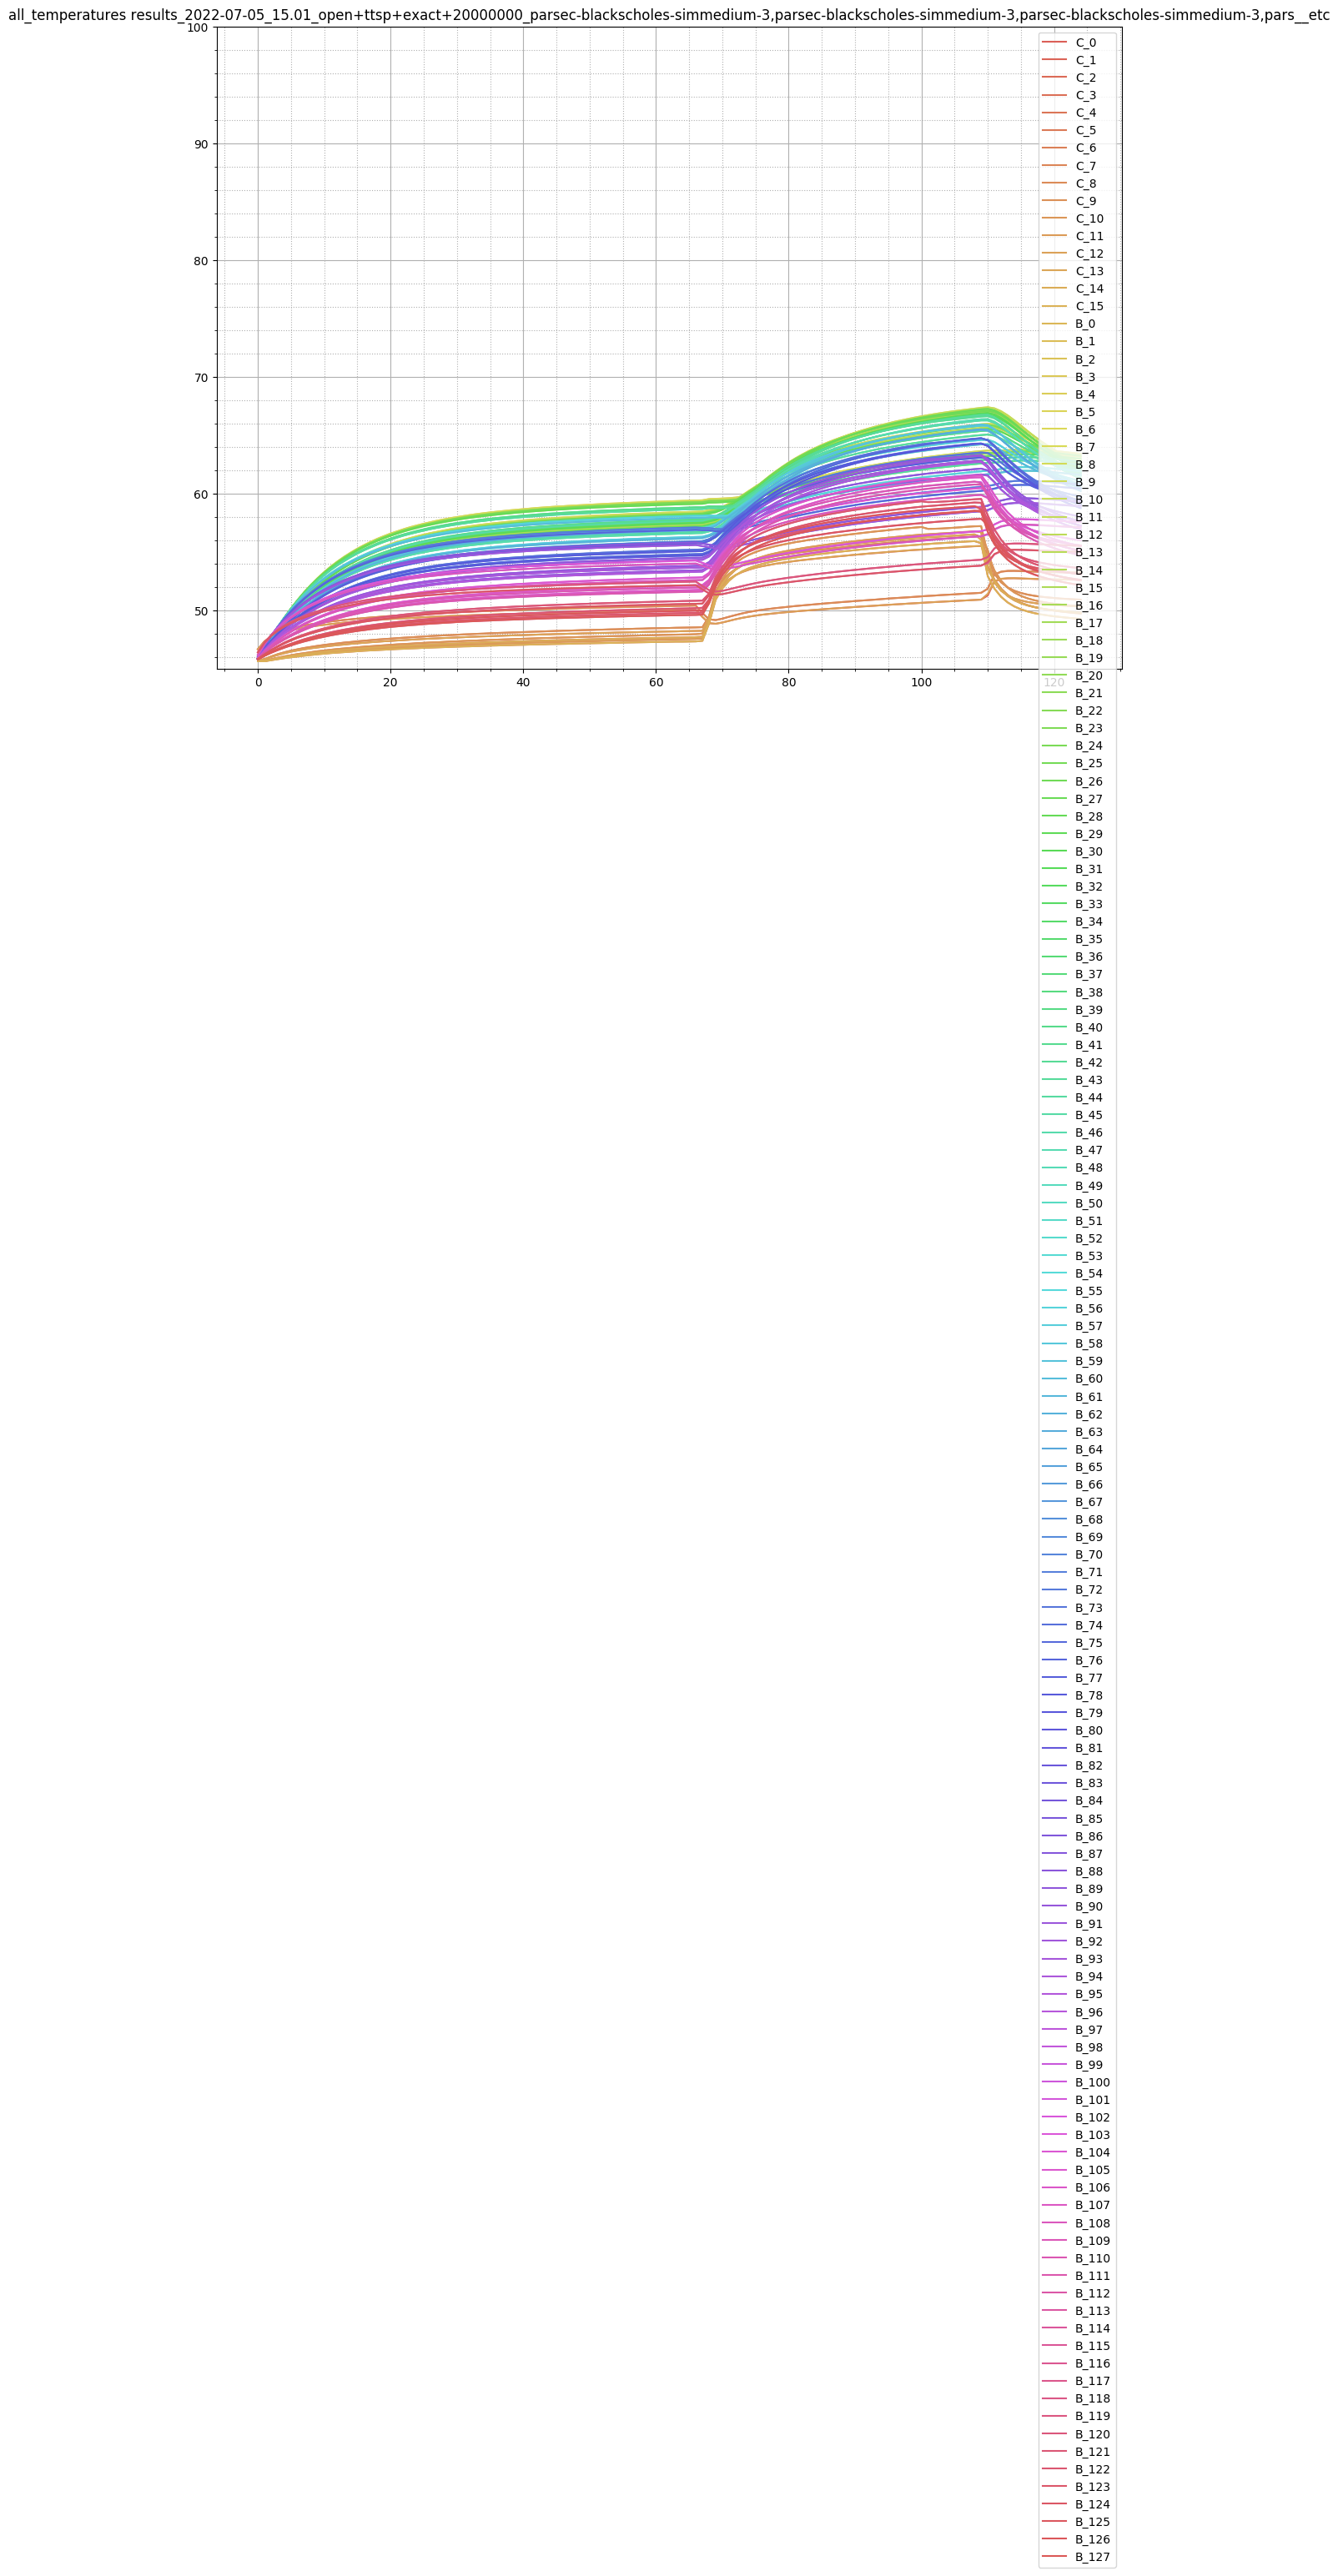 all_temperatures results_2022-07-05_15.01_open+ttsp+exact+20000000_parsec-blackscholes-simmedium-3,parsec-blackscholes-simmedium-3,parsec-blackscholes-simmedium-3,pars__etc
100
90
80
70
60
50
0
20
40
60
80
100
120
C_0
C_1
C_2
C_3
C_4
C_5
C_6
C_7
C_8
C_9
C_10
C_11
C_12
C_13
C_14
C_15
B_0
B_1
B_2
B_3
B_4
B_5
B_6
B_7
B_8
B_9
B_10
B_11
B_12
B_13
B_14
B_15
B_16
B_17
B_18
B_19
B_20
B_21
B_22
B_23
B_24
B_25
B_26
B_27
B_28
B_29
B_30
B_31
B_32
B_33
B_34
B_35
B_36
B_37
B_38
B_39
B_40
B_41
B_42
B_43
B_44
B_45
B_46
B_47
B_48
B_49
B_50
B_51
B_52
B_53
B_54
B_55
B_56
B_57
B_58
B_59
B_60
B_61
B_62
B_63
B_64
B_65
B_66
B_67
B_68
B_69
B_70
B_71
B_72
B_73
B_74
B_75
B_76
B_77
B_78
B_79
B_80
B_81
B_82
B_83
B_84
B_85
B_86
B_87
B_88
B_89
B_90
B_91
B_92
B_93
B_94
B_95
B_96
B_97
B_98
B_99
B_100
B_101
B_102
B_103
B_104
B_105
B_106
B_107
B_108
B_109
B_110
B_111
B_112
B_113
B_114
B_115
B_116
B_117
B_118
B_119
B_120
B_121
B_122
B_123
B_124
B_125
B_126
B_127